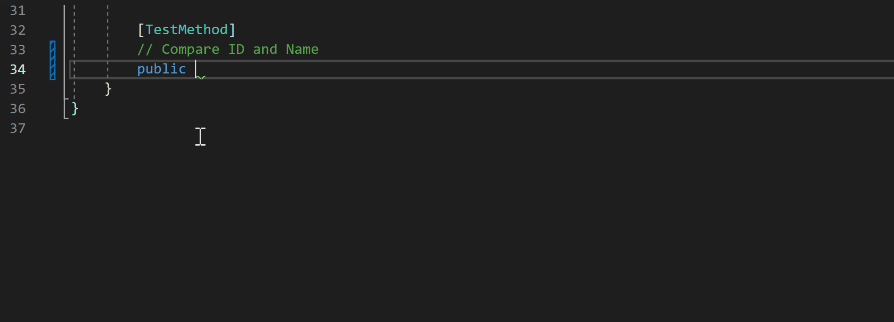 31
32 [TestMethod]
33 // Compare ID and Name
34 public
35 }
36 }
37